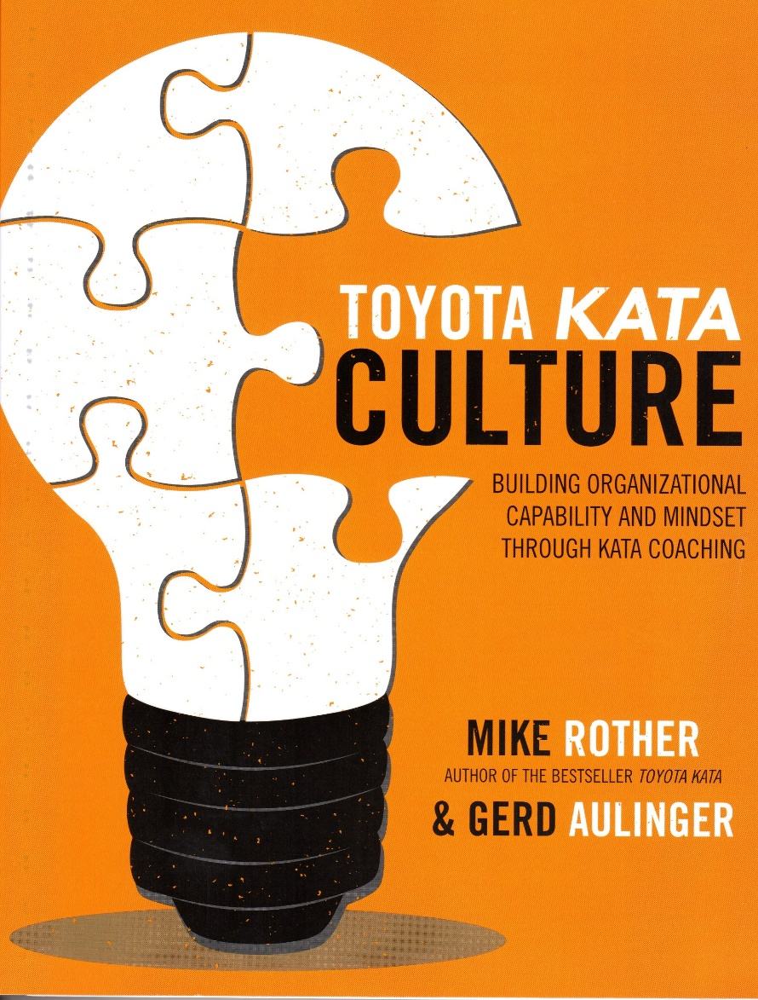 TOYOTA KATA
CULTURE
BUILDING ORGANIZATIONAL
CAPABILITY AND MINDSET
THROUGH KATA COACHING
MIKE ROTHER
AUTHOR OF THE BESTSELLER TOYOTA KATA
& GERD AULINGER